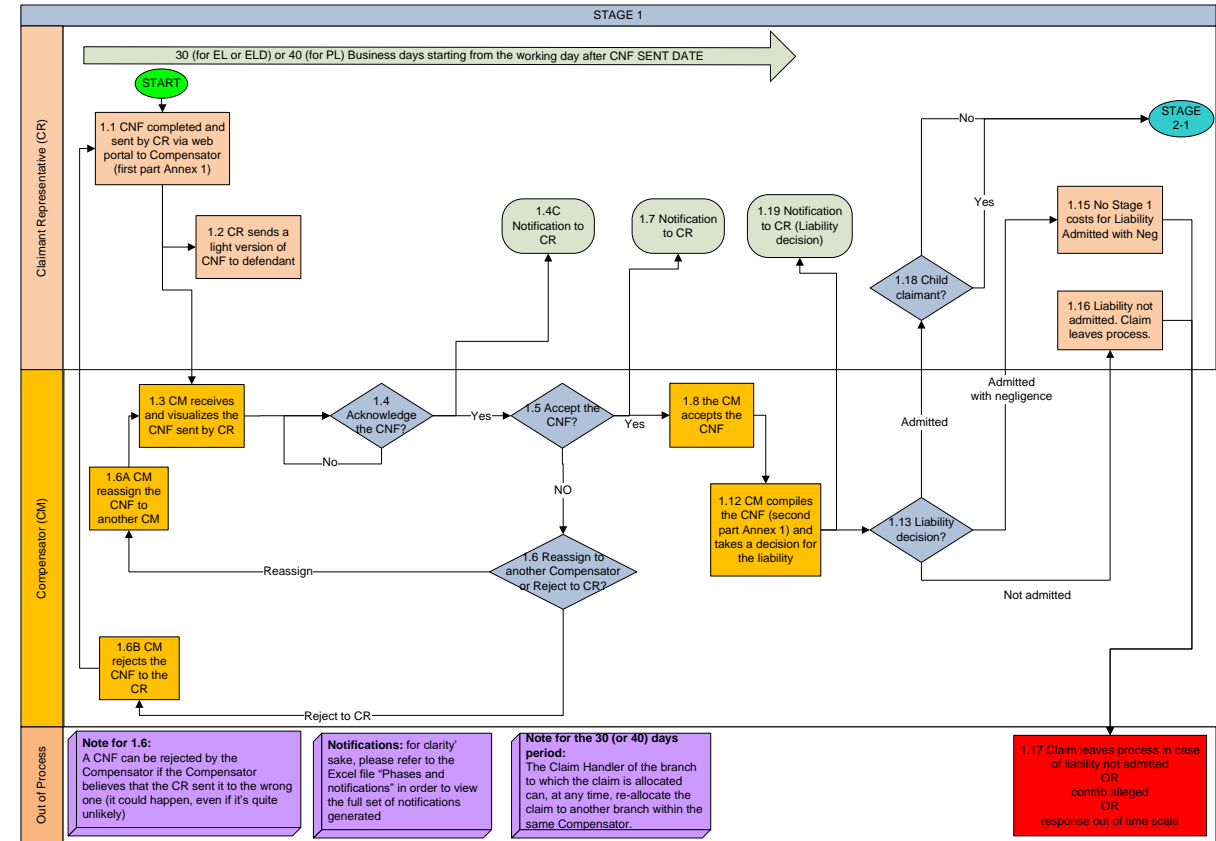 STAGE 1
Claimant Representative (CR)
30 (for EL or ELD) or 40 (for PL) Business days starting from the working day after CNF SENT DATE
START
1.1 CNF completed and
sent by CR via web
portal to Compensator
(first part Annex 1)
1.2 CR sends a
light version of
CNF to defendant
1.4C
Notification to
CR
1.7 Notification
to CR
1.19 Notification
to CR (Liability
decision)
No
STAGE
2-1
Yes
1.18 Child
claimant?
1.15 No Stage 1
costs for Liability
Admitted with Neg
1.16 Liability not
admitted. Claim
leaves process.
Compensator (CM)
1.3 CM receives
and visualizes the
CNF sent by CR
1.4
Acknowledge
the CNF?
Yes
No
1.5 Accept the
CNF?
Yes
NO
1.8 the CM
accepts the
CNF
Admitted
with negligence
Admitted
1.6A CM
reassign the
CNF to
another CM
1.12 CM compiles
the CNF (second
part Annex 1) and
takes a decision for
the liability
1.13 Liability
decision?
Not admitted
Reassign
1.6 Reassign to
another Compensator
or Reject to CR?
1.6B CM
rejects the
CNF to the
CR
Reject to CR
Out of Process
Note for 1.6:
A CNF can be rejected by the
Compensator if the Compensator
believes that the CR sent it to the wrong
one (it could happen, even if it's quite
unlikely)
Notifications: for clarity'
sake, please refer to the
Excel file “Phases and
notifications” in order to view
the full set of notifications
generated
Note for the 30 (or 40) days
period:
The Claim Handler of the branch
to which the claim is allocated
can, at any time, re-allocate the
claim to another branch within the
same Compensator.
1.17 Claim leaves process in case
of liability not admitted
OR
contrib alleged
OR
response out of time scale